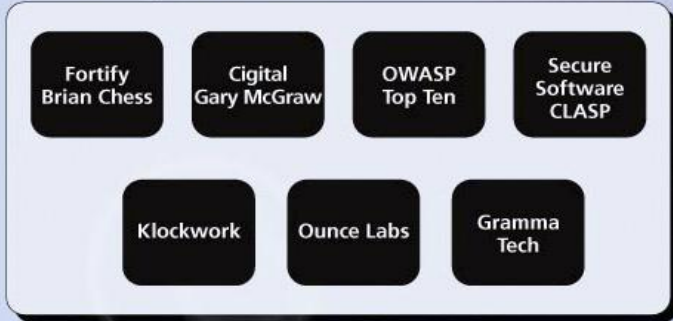 Fortify
Brian Chess
Cigital
Gary McGraw
OWASP
Top Ten
Secure
Software
CLASP
Klockwork
Ounce Labs
Gramma
Tech